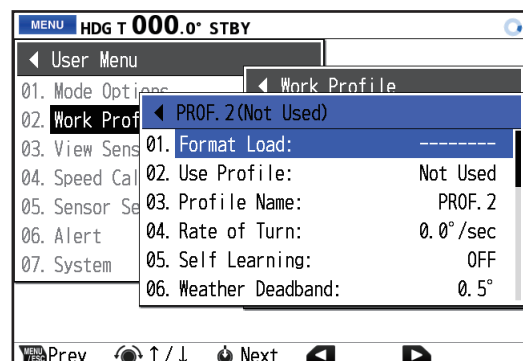 MENU HDG T 000.0° STBY
◀ User Menu
01. Mode Options
02. Work Prof
03. View Sens
04. Speed Cal
05. Sensor Se
06. Alert
07. System
◀ Work Profile
◀ PROF. 2(Not Used)
01. Format Load: --------
02. Use Profile: Not Used
03. Profile Name: PROF. 2
04. Rate of Turn: 0.0°/sec
05. Self Learning: OFF
06. Weather Deadband: 0.5°
MENU/ESC Prev ↑/↓ Next ◀ ▶